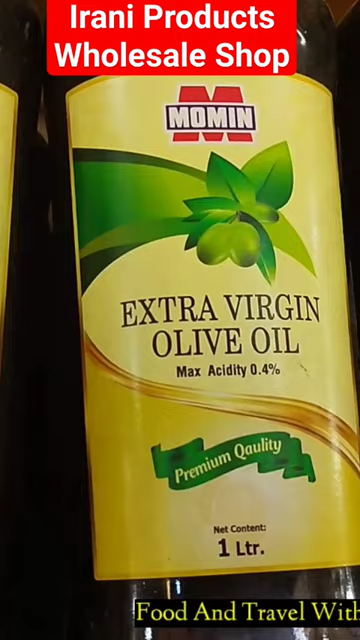 Irani Products
Wholesale Shop
MOMIN
EXTRA VIRGIN
OLIVE OIL
Max Acidity 0.4%
Premium Qaulity
Net Content:
1 Ltr.
Food And Travel With